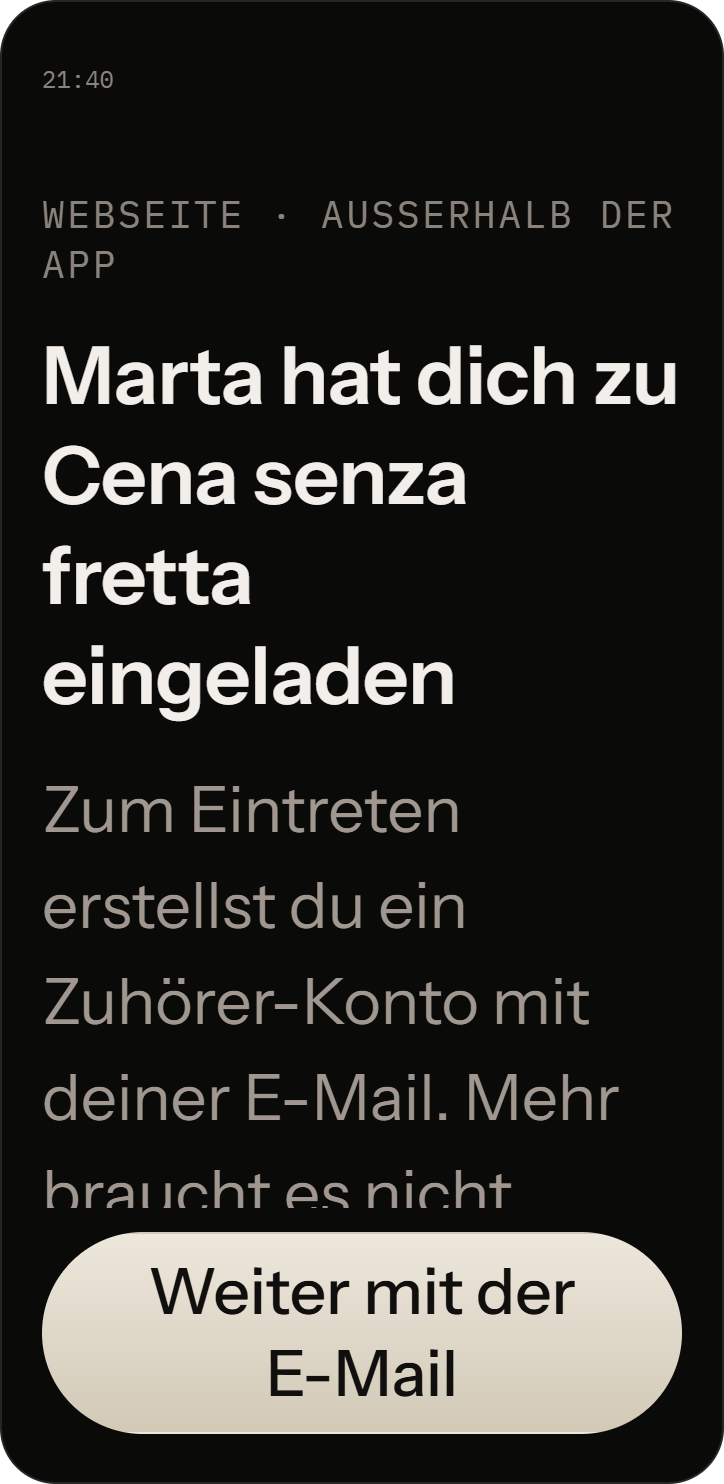 21:40
WEBSEITE · AUSSERHALB DER
APP
Marta hat dich zu
Cena senza
fretta
eingeladen
Zum Eintreten
erstellst du ein
Zuhörer-Konto mit
deiner E-Mail. Mehr
braucht es nicht
Weiter mit der
E-Mail